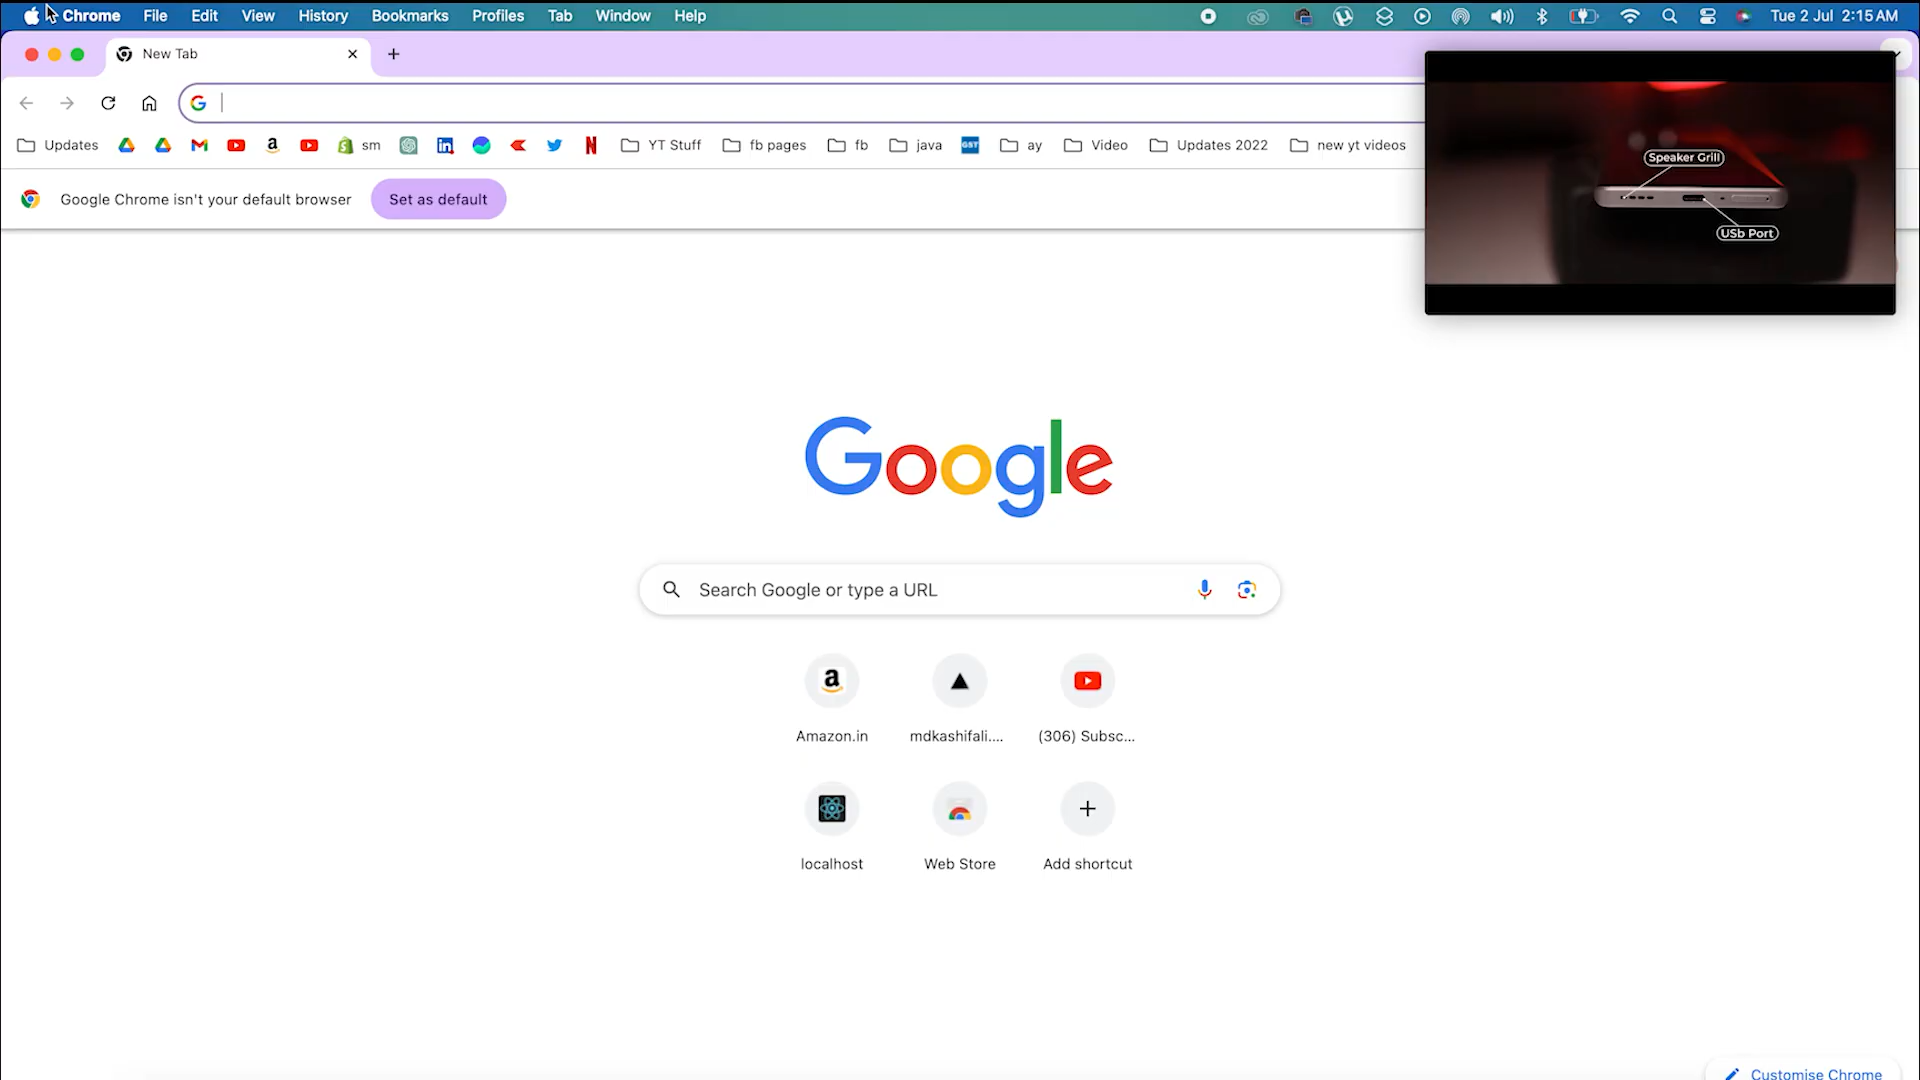 Chrome File Edit View History Bookmarks Profiles Tab Window Help Tue 2 Jul 2:15 AM
New Tab
Updates sm YT Stuff fb pages fb java GST ay Video Updates 2022 new yt videos
Google Chrome isn't your default browser Set as default
Speaker Grill
USb Port
Google
Search Google or type a URL
Amazon.in mdkashifali.... (306) Subsc...
localhost Web Store Add shortcut
Customise Chrome